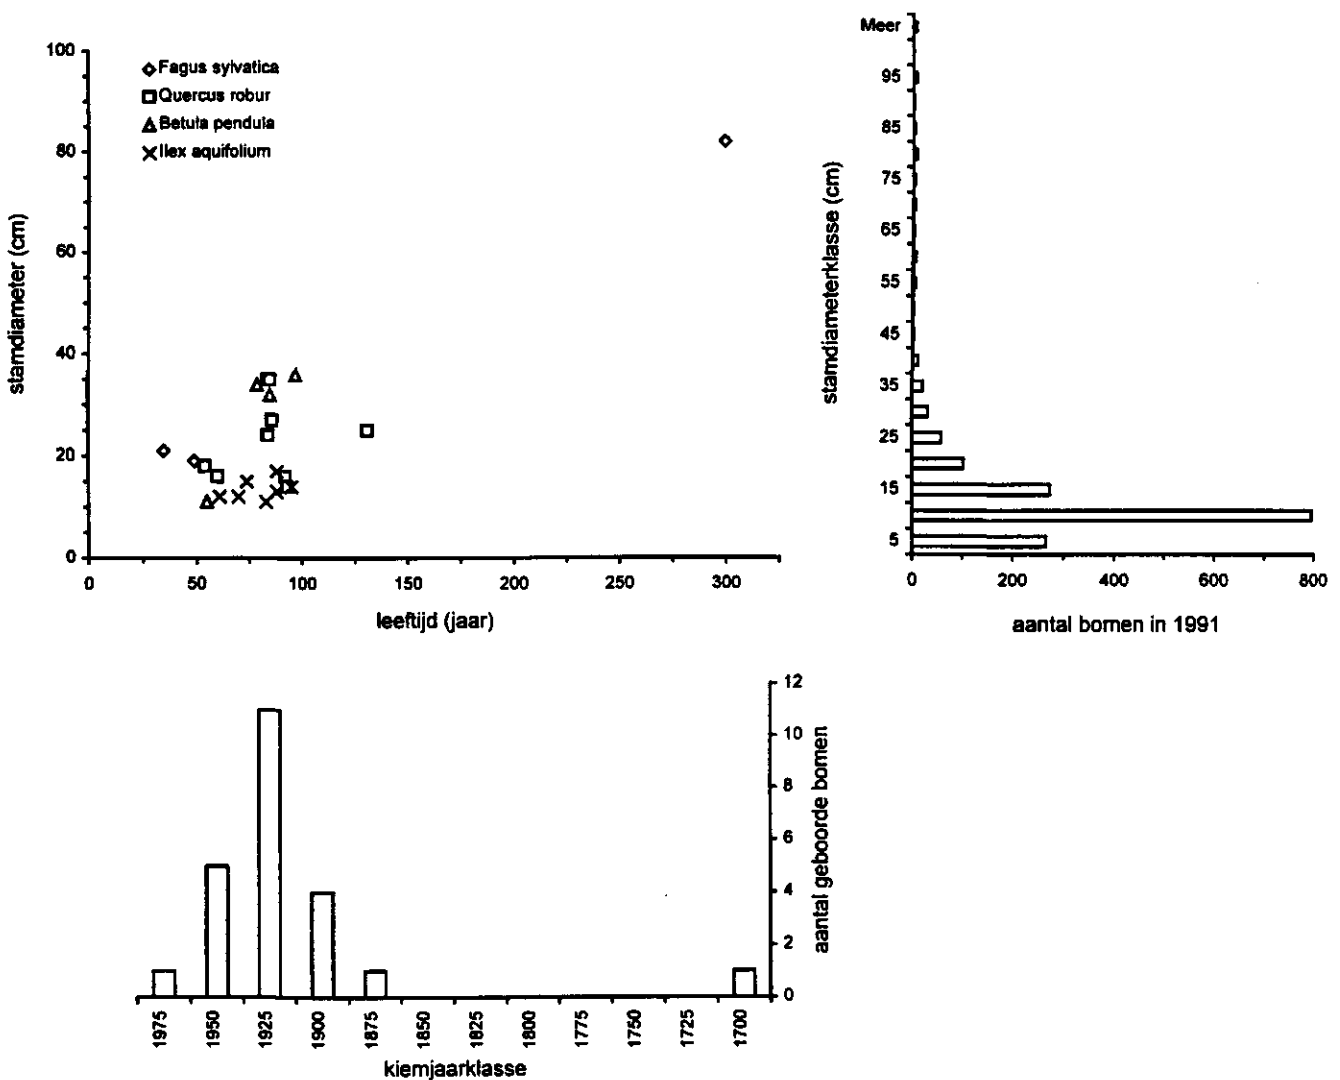 100
80
60
40
20
0
stamdiameter (cm)
Fagus sylvatica
Quercus robur
Betula pendula
Ilex aquifolium
0 50 100 150 200 250 300
leeftijd (jaar)
Meer
95
85
75
65
55
45
35
25
15
5
stamdiameterklasse (cm)
0 200 400 600 800
aantal bomen in 1991
12
10
8
6
4
2
0
aantal geboorde bomen
1975 1950 1925 1900 1875 1850 1825 1800 1775 1750 1725 1700
kiemjaarklasse